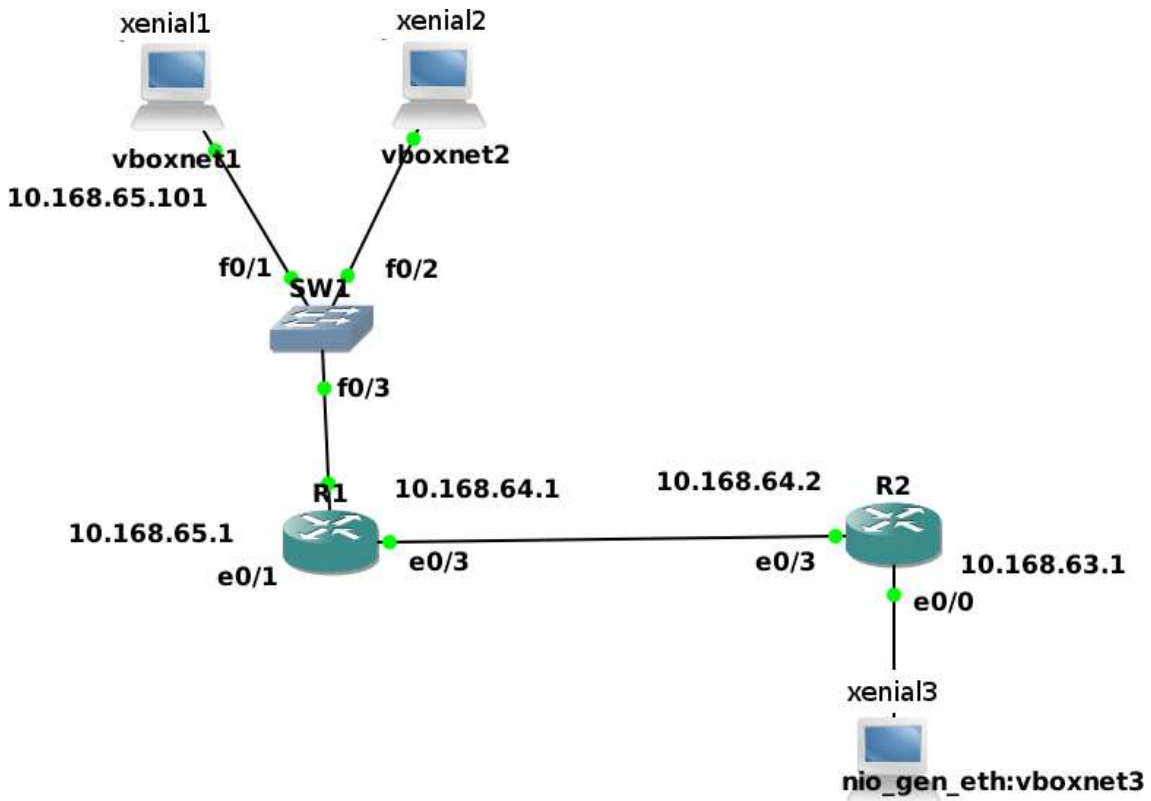 xenial1
xenial2
vboxnet1
vboxnet2
10.168.65.101
f0/1
f0/2
SW1
f0/3
R1
10.168.64.1
10.168.64.2
R2
10.168.65.1
e0/1
e0/3
e0/3
10.168.63.1
e0/0
xenial3
nio_gen_eth:vboxnet3